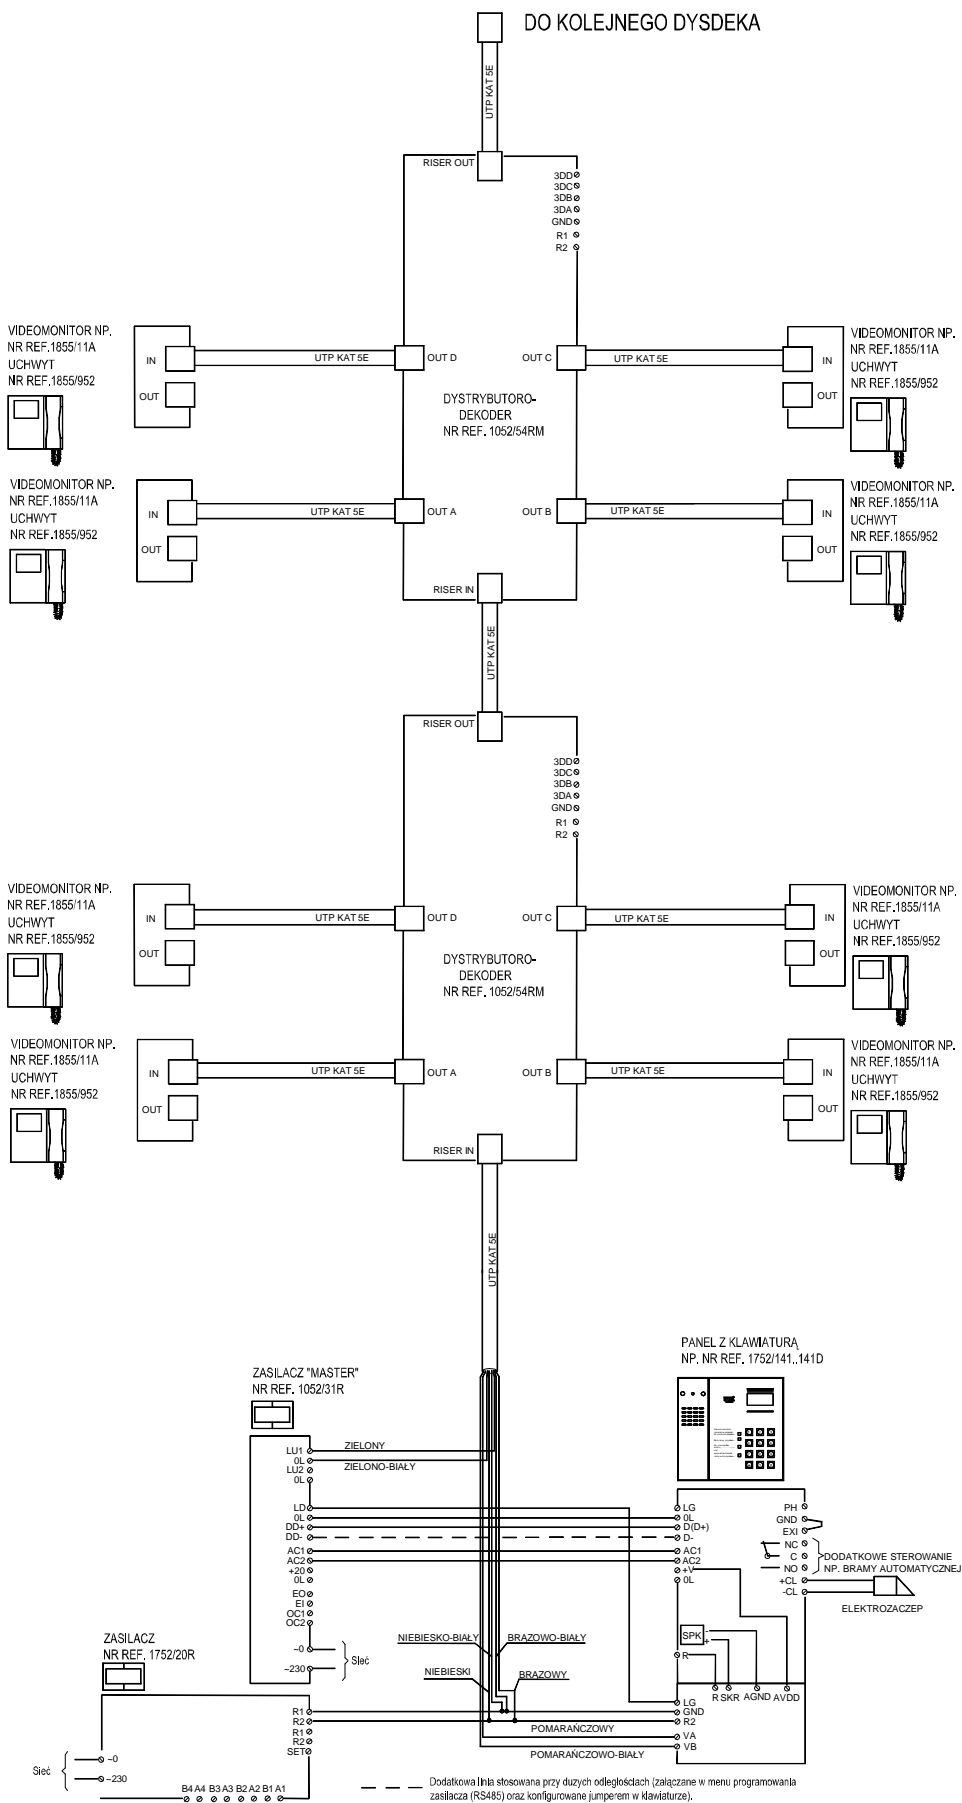 DO KOLEJNEGO DYSDEKA
UTP KAT 5E
RISER OUT
3DD
3DC
3DB
3DA
GND
R1
R2
VIDEOMONITOR NP.
NR REF.1855/11A
UCHWYT
NR REF.1855/952
IN
OUT
UTP KAT 5E
OUT D
OUT C
UTP KAT 5E
IN
OUT
VIDEOMONITOR NP.
NR REF.1855/11A
UCHWYT
NR REF.1855/952
DYSTRYBUTORO-
DEKODER
NR REF. 1052/54RM
VIDEOMONITOR NP.
NR REF.1855/11A
UCHWYT
NR REF.1855/952
IN
OUT
UTP KAT 5E
OUT A
OUT B
UTP KAT 5E
IN
OUT
VIDEOMONITOR NP.
NR REF.1855/11A
UCHWYT
NR REF.1855/952
RISER IN
UTP KAT 5E
RISER OUT
3DD
3DC
3DB
3DA
GND
R1
R2
VIDEOMONITOR NP.
NR REF.1855/11A
UCHWYT
NR REF.1855/952
IN
OUT
UTP KAT 5E
OUT D
OUT C
UTP KAT 5E
IN
OUT
VIDEOMONITOR NP.
NR REF.1855/11A
UCHWYT
NR REF.1855/952
DYSTRYBUTORO-
DEKODER
NR REF. 1052/54RM
VIDEOMONITOR NP.
NR REF.1855/11A
UCHWYT
NR REF.1855/952
IN
OUT
UTP KAT 5E
OUT A
OUT B
UTP KAT 5E
IN
OUT
VIDEOMONITOR NP.
NR REF.1855/11A
UCHWYT
NR REF.1855/952
RISER IN
UTP KAT 5E
PANEL Z KLAWIATURĄ
NP. NR REF. 1752/141..141D
ZASILACZ "MASTER"
NR REF. 1052/31R
LU1
0L
LU2
0L
LD
0L
DD+
DD-
AC1
AC2
+20
0L
EO
EI
OC1
OC2
~0
~230
Sieć
ZIELONY
ZIELONO-BIAŁY
LG
0L
D(D+)
D-
AC1
AC2
+V
0L
PH
GND
EXI
NC
C
NO
+CL
-CL
DODATKOWE STEROWANIE
NP. BRAMY AUTOMATYCZNEJ
ELEKTROZACZEP
SPK
-
+
R
R SKR AGND AVDD
NIEBIESKO-BIAŁY
BRĄZOWO-BIAŁY
NIEBIESKI
BRĄZOWY
ZASILACZ
NR REF. 1752/20R
R1
R2
R1
R2
SET
Sieć
~0
~230
B4 A4 B3 A3 B2 A2 B1 A1
LG
GND
R2
VA
VB
POMARAŃCZOWY
POMARAŃCZOWO-BIAŁY
Dodatkowa linia stosowana przy dużych odległościach (załączane w menu programowania
zasilacza (RS485) oraz konfigurowane jumperem w klawiaturze).